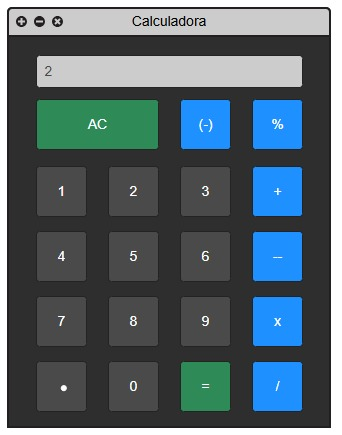 Calculadora
2
AC (-) %
1 2 3 +
4 5 6 —
7 8 9 x
● 0 = /